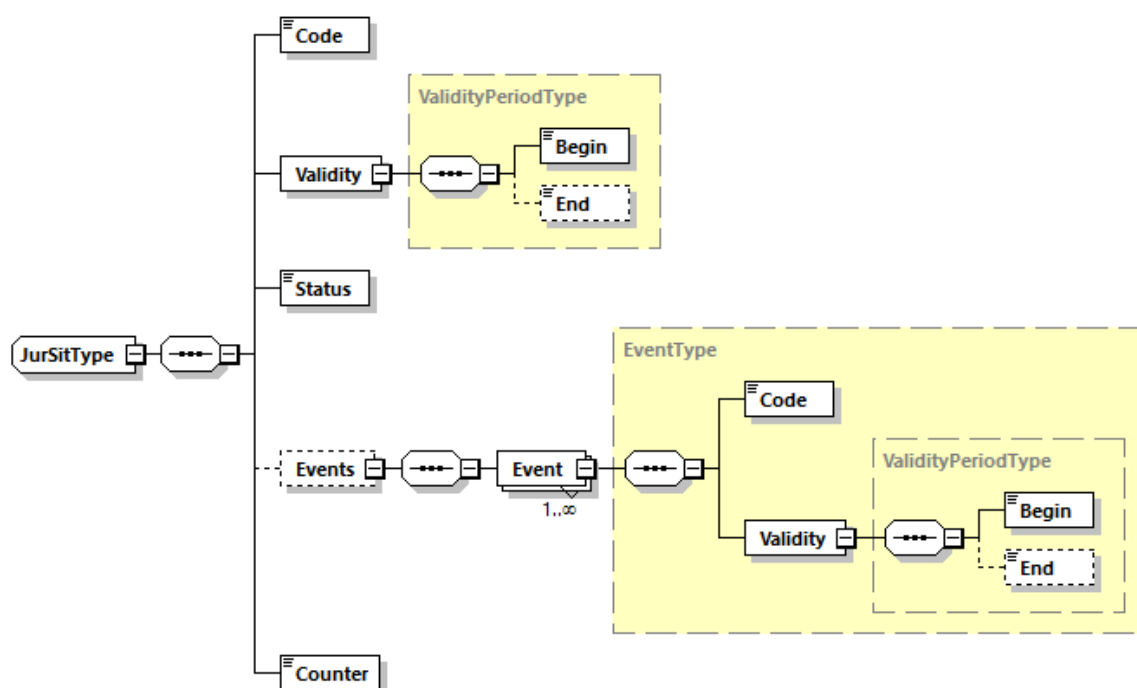 Code
ValidityPeriodType
Begin
Validity
End
Status
JurSitType
EventType
Code
Events
Event
1..∞
ValidityPeriodType
Begin
Validity
End
Counter